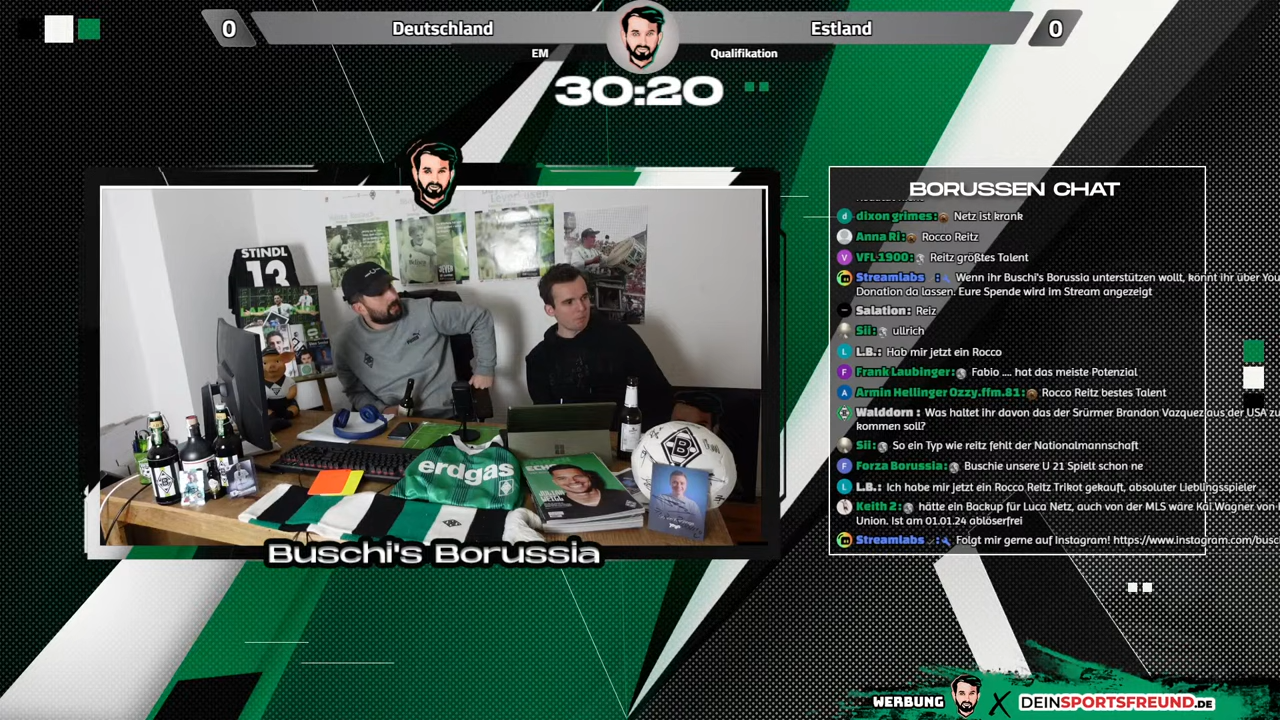 0
Deutschland
Estland
0
EM
Qualifikation
30:20
BORUSSEN CHAT
dixon grimes: Netz ist krank
Anna Ri: Rocco Reitz
VFL 1900: Reitz größtes Talent
Streamlabs : Wenn ihr Buschi's Borussia unterstützen wollt, könnt ihr über You
Donation da lassen. Eure Spende wird im Stream angezeigt
Salation: Reiz
Sii: ullrich
L.B.: Hab mir jetzt ein Rocco
Frank Laubinger: Fabio .... hat das meiste Potenzial
Armin Hellinger Ozzy.ffm.81: Rocco Reitz bestes Talent
Walddorn : Was haltet ihr davon das der Srürmer Brandon Vazquez aus der USA zu
kommen soll?
Sii: So ein Typ wie reitz fehlt der Nationalmannschaft
Forza Borussia: Buschie unsere U 21 Spielt schon ne
L.B.: Ich habe mir jetzt ein Rocco Reitz Trikot gekauft, absoluter Lieblingsspieler
Keith 2: hätte ein Backup für Luca Netz, auch von der MLS wäre Kai Wagner
Union. Ist am 01.01.24 ablöserfrei
Streamlabs : Folgt mir gerne auf Instagram! https://www.instagram.com/busc
STINDL
13
erdgas
B
Buschi's Borussia
WERBUNG
X
DEINSPORTSFREUND.DE